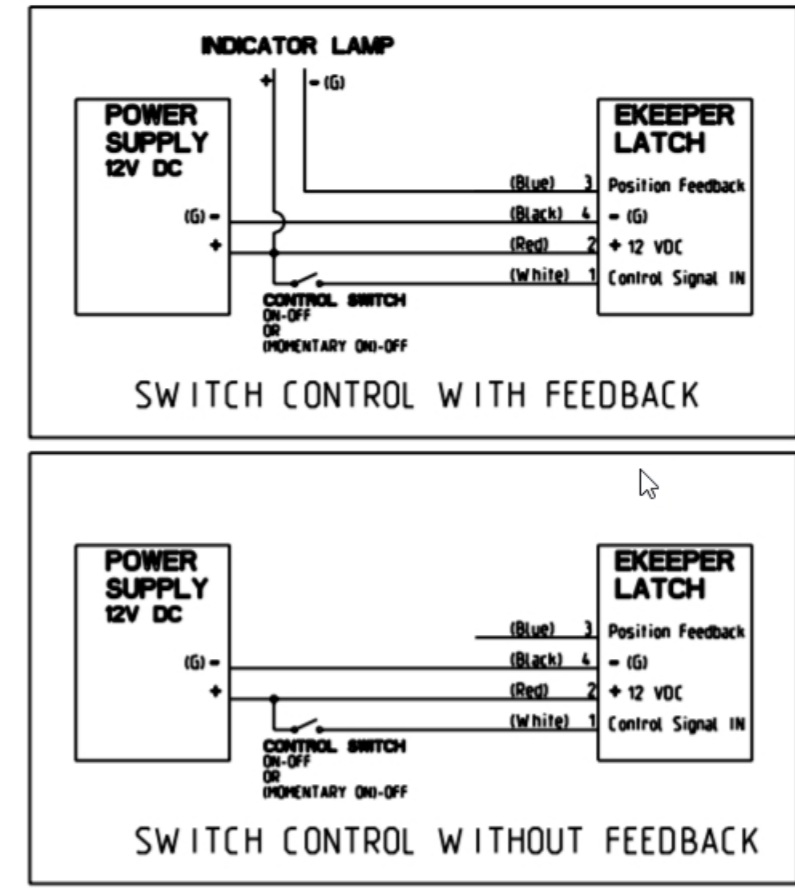 INDICATOR LAMP
+ - (G)
POWER
SUPPLY
12V DC
EKEEPER
LATCH
(Blue) 3 Position Feedback
(G) - (Black) 4 - (G)
+ (Red) 2 + 12 VDC
(White) 1 Control Signal IN
CONTROL SWITCH
ON-OFF
OR
(MOMENTARY ON)-OFF
SWITCH CONTROL WITH FEEDBACK
POWER
SUPPLY
12V DC
EKEEPER
LATCH
(Blue) 3 Position Feedback
(G) - (Black) 4 - (G)
+ (Red) 2 + 12 VDC
(White) 1 Control Signal IN
CONTROL SWITCH
ON-OFF
OR
(MOMENTARY ON)-OFF
SWITCH CONTROL WITHOUT FEEDBACK